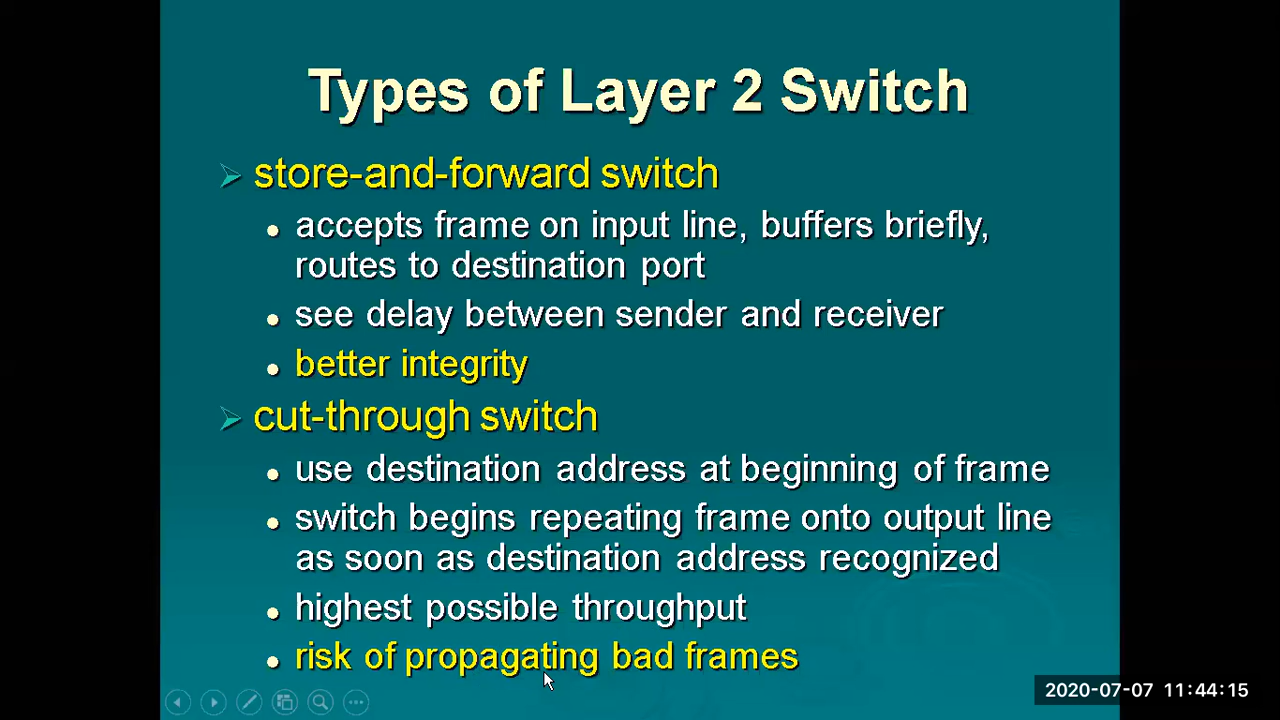 Types of Layer 2 Switch
store-and-forward switch
accepts frame on input line, buffers briefly,
routes to destination port
see delay between sender and receiver
better integrity
cut-through switch
use destination address at beginning of frame
switch begins repeating frame onto output line
as soon as destination address recognized
highest possible throughput
risk of propagating bad frames
2020-07-07 11:44:15